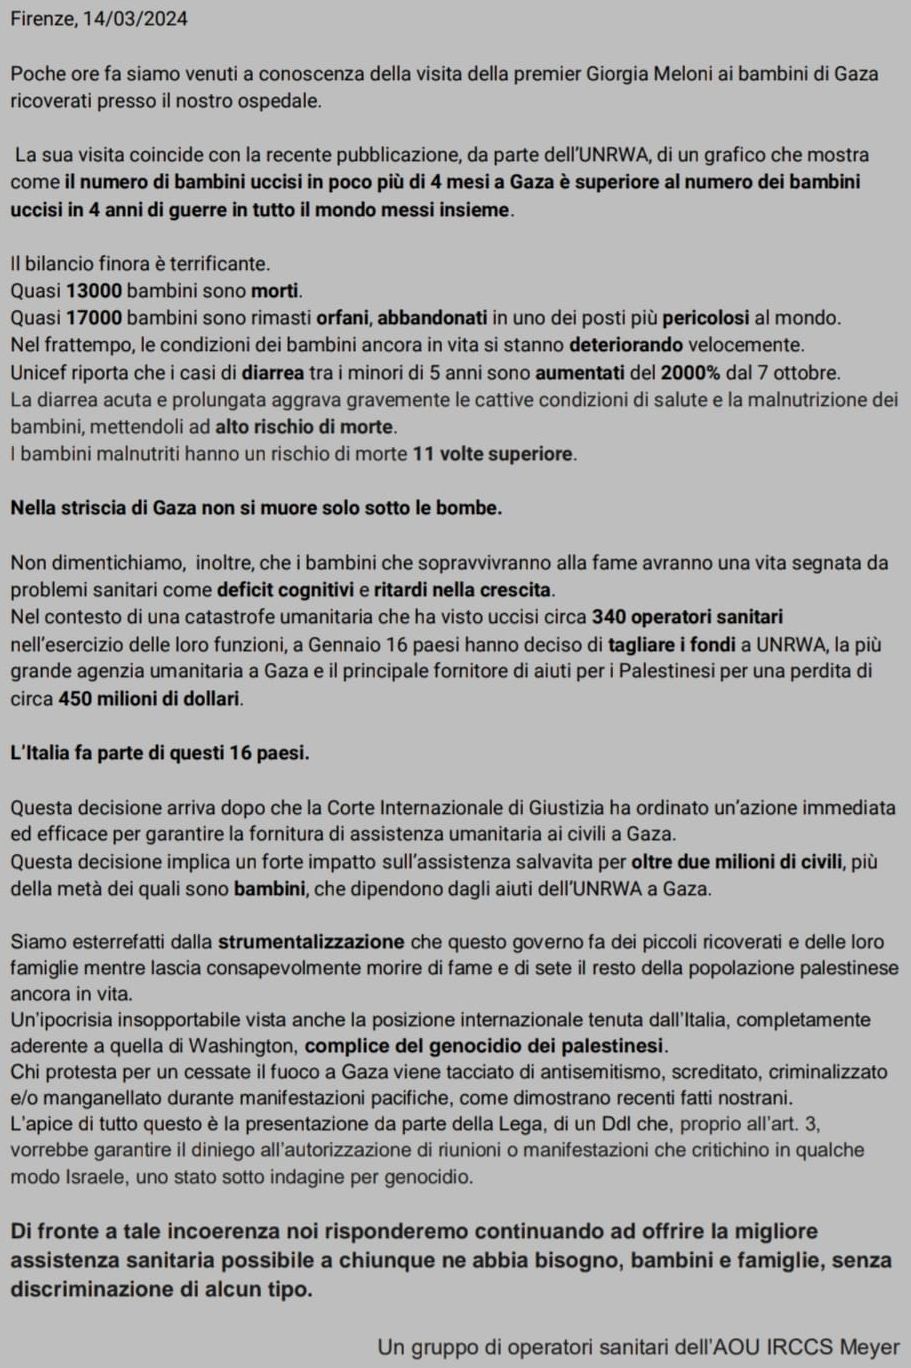 Firenze, 14/03/2024
Poche ore fa siamo venuti a conoscenza della visita della premier Giorgia Meloni ai bambini di Gaza
ricoverati presso il nostro ospedale.
La sua visita coincide con la recente pubblicazione, da parte dell'UNRWA, di un grafico che mostra
come il numero di bambini uccisi in poco più di 4 mesi a Gaza è superiore al numero dei bambini
uccisi in 4 anni di guerre in tutto il mondo messi insieme.
Il bilancio finora è terrificante.
Quasi 13000 bambini sono morti.
Quasi 17000 bambini sono rimasti orfani, abbandonati in uno dei posti più pericolosi al mondo.
Nel frattempo, le condizioni dei bambini ancora in vita si stanno deteriorando velocemente.
Unicef riporta che i casi di diarrea tra i minori di 5 anni sono aumentati del 2000% dal 7 ottobre.
La diarrea acuta e prolungata aggrava gravemente le cattive condizioni di salute e la malnutrizione dei
bambini, mettendoli ad alto rischio di morte.
I bambini malnutriti hanno un rischio di morte 11 volte superiore.
Nella striscia di Gaza non si muore solo sotto le bombe.
Non dimentichiamo, inoltre, che i bambini che sopravvivranno alla fame avranno una vita segnata da
problemi sanitari come deficit cognitivi e ritardi nella crescita.
Nel contesto di una catastrofe umanitaria che ha visto uccisi circa 340 operatori sanitari
nell'esercizio delle loro funzioni, a Gennaio 16 paesi hanno deciso di tagliare i fondi a UNRWA, la più
grande agenzia umanitaria a Gaza e il principale fornitore di aiuti per i Palestinesi per una perdita di
circa 450 milioni di dollari.
L'Italia fa parte di questi 16 paesi.
Questa decisione arriva dopo che la Corte Internazionale di Giustizia ha ordinato un'azione immediata
ed efficace per garantire la fornitura di assistenza umanitaria ai civili a Gaza.
Questa decisione implica un forte impatto sull'assistenza salvavita per oltre due milioni di civili, più
della metà dei quali sono bambini, che dipendono dagli aiuti dell'UNRWA a Gaza.
Siamo esterrefatti dalla strumentalizzazione che questo governo fa dei piccoli ricoverati e delle loro
famiglie mentre lascia consapevolmente morire di fame e di sete il resto della popolazione palestinese
ancora in vita.
Un'ipocrisia insopportabile vista anche la posizione internazionale tenuta dall'Italia, completamente
aderente a quella di Washington, complice del genocidio dei palestinesi.
Chi protesta per un cessate il fuoco a Gaza viene tacciato di antisemitismo, screditato, criminalizzato
e/o manganellato durante manifestazioni pacifiche, come dimostrano recenti fatti nostrani.
L'apice di tutto questo è la presentazione da parte della Lega, di un Ddl che, proprio all'art. 3,
vorrebbe garantire il diniego all'autorizzazione di riunioni o manifestazioni che critichino in qualche
modo Israele, uno stato sotto indagine per genocidio.
Di fronte a tale incoerenza noi risponderemo continuando ad offrire la migliore
assistenza sanitaria possibile a chiunque ne abbia bisogno, bambini e famiglie, senza
discriminazione di alcun tipo.
Un gruppo di operatori sanitari dell'AOU IRCCS Meyer